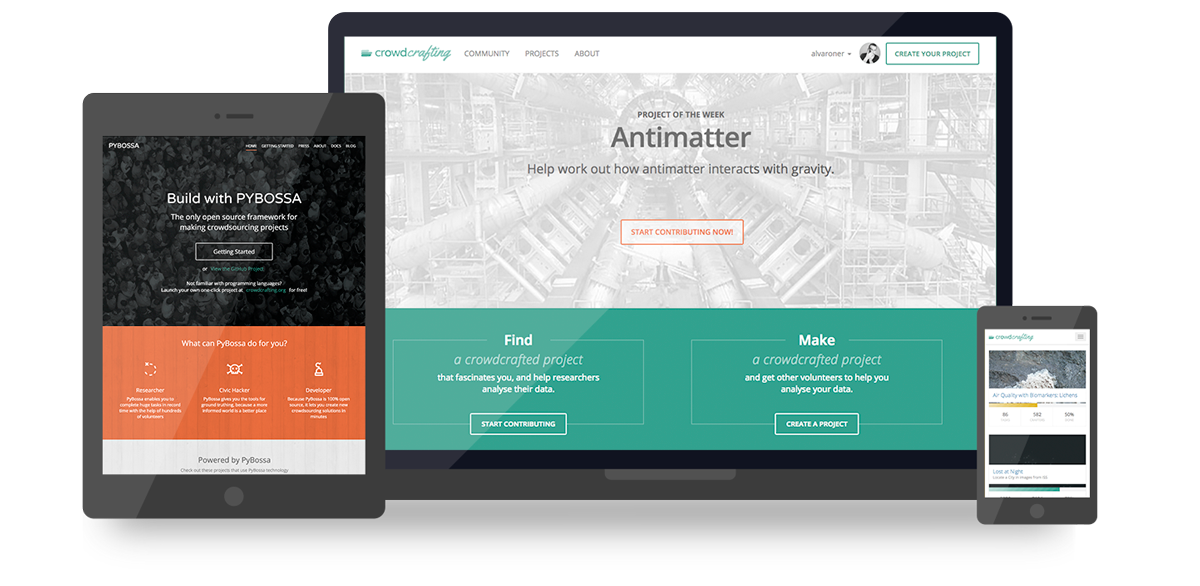 crowdcrafting
COMMUNITY
PROJECTS
ABOUT
alvaroner
CREATE YOUR PROJECT
PROJECT OF THE WEEK
Antimatter
Help work out how antimatter interacts with gravity.
START CONTRIBUTING NOW!
Find
a crowdcrafted project
that fascinates you, and help researchers
analyse their data.
START CONTRIBUTING
Make
a crowdcrafted project
and get other volunteers to help you
analyse your data.
CREATE A PROJECT
PYBOSSA
HOME
GETTING STARTED
PRESS
ABOUT
DOCS
BLOG
Build with PYBOSSA
The only open source framework for
making crowdsourcing projects
Getting Started
or View the GitHub Project
Not familiar with programming languages?
Launch your own one-click project at crowdcrafting.org for free!
What can PyBossa do for you?
Researcher
PyBossa enables you to
complete huge tasks in record
time with the help of hundreds
of volunteers
Civic Hacker
PyBossa gives you the tools for
ground truthing, because a more
informed world is a better place
Developer
Because PyBossa is 100% open
source, it lets you create new
crowdsourcing solutions in
minutes
Powered by PyBossa
Check out these projects that use PyBossa technology
crowdcrafting
Air Quality with Biomarkers: Lichens
86
582
50%
Lost at Night
Locate a City in Images from ISS